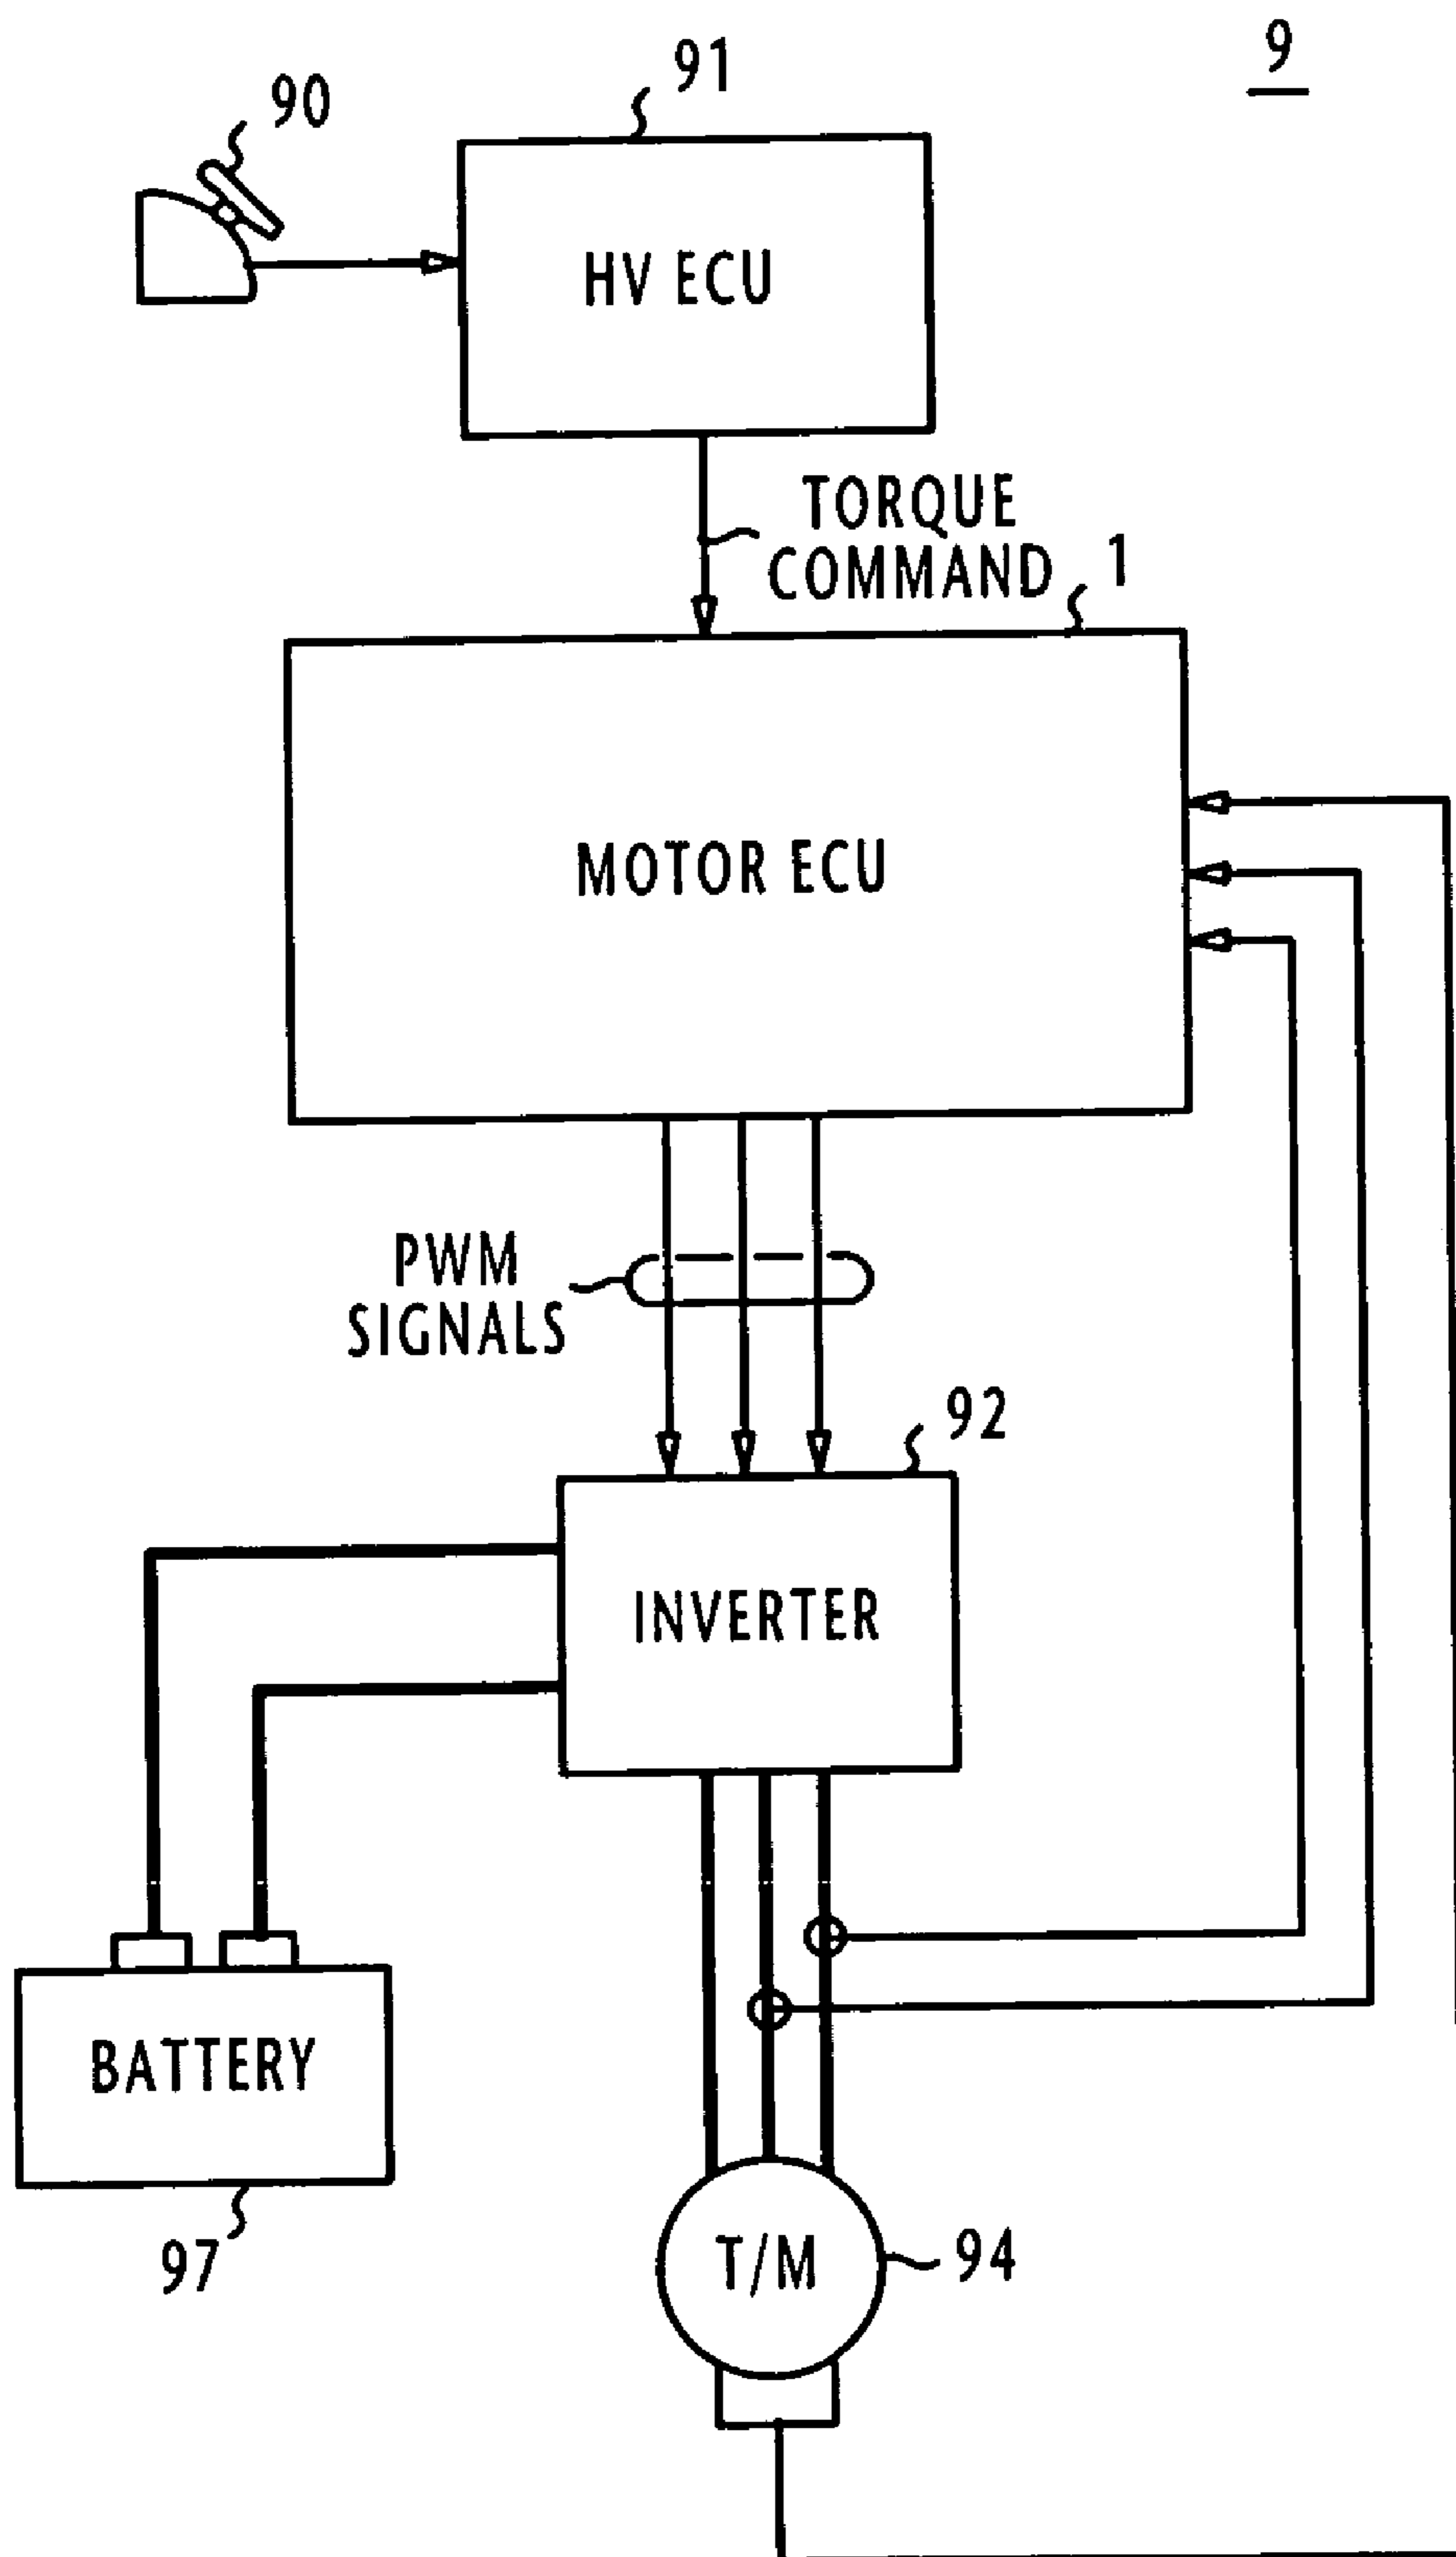 9
91
90
HV ECU
TORQUE
COMMAND
1
MOTOR ECU
PWM
SIGNALS
92
INVERTER
BATTERY
97
T/M
94